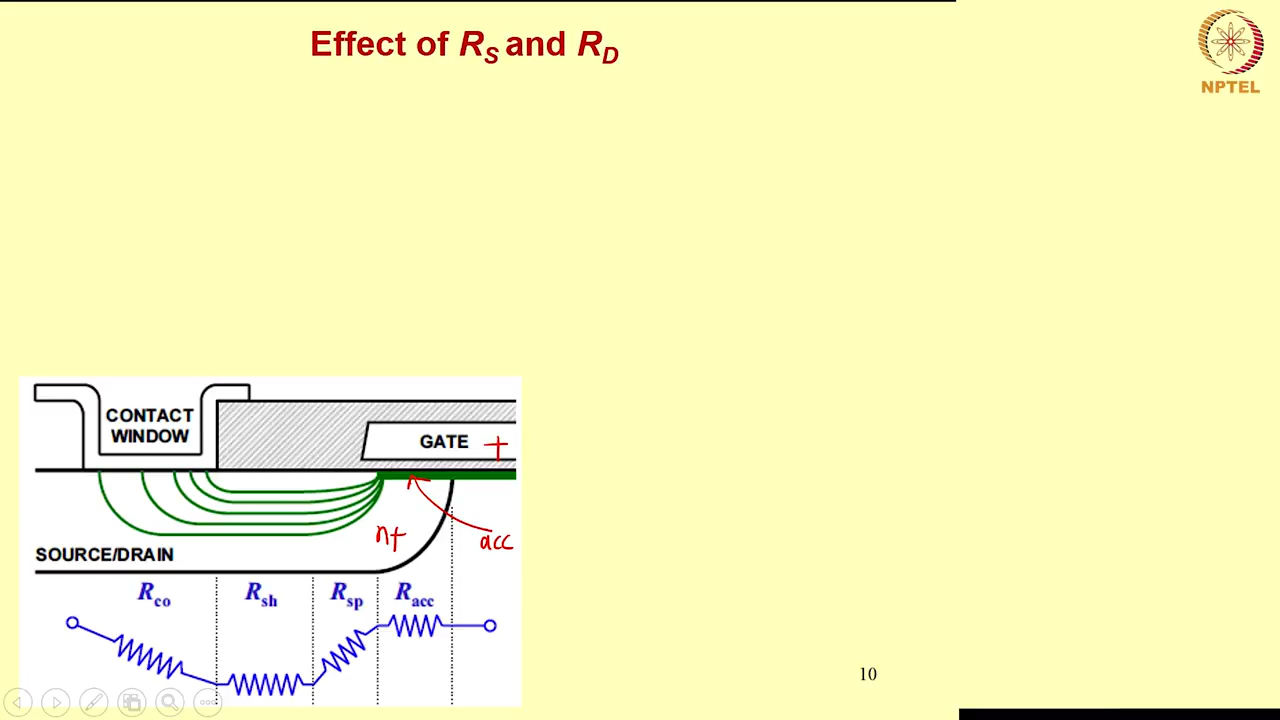 Effect of RS and RD
NPTEL
CONTACT
WINDOW
GATE +
n+
acc
SOURCE/DRAIN
Rco Rsh Rsp Racc
10